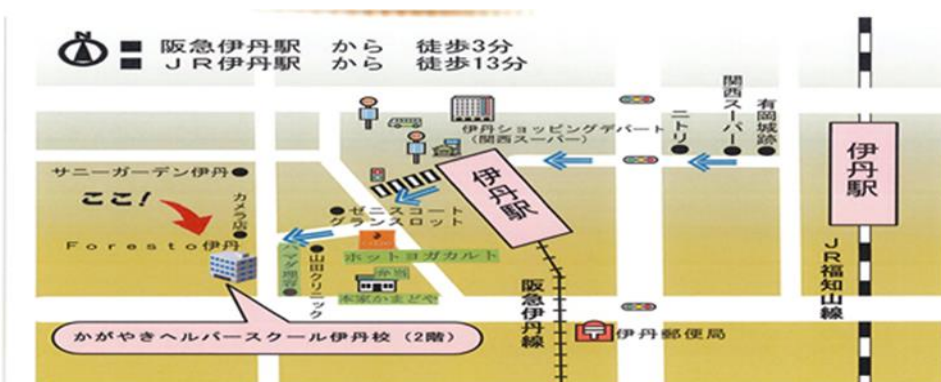 N
■ 阪急伊丹駅 から 徒歩3分
■ JR伊丹駅 から 徒歩13分
関西スーパー
有岡城跡
ニトリ
伊丹ショッピングデパート
(関西スーパー)
伊丹駅
伊丹駅
サニーガーデン伊丹
ここ!
カメラ店
ゼニスコート
グランスロット
Foresto伊丹
ハマダ理容
山田クリニック
ホットヨガカルト
弁当
本家かまどや
阪急伊丹線
JR福知山線
伊丹郵便局
かがやきヘルパースクール伊丹校(2階)